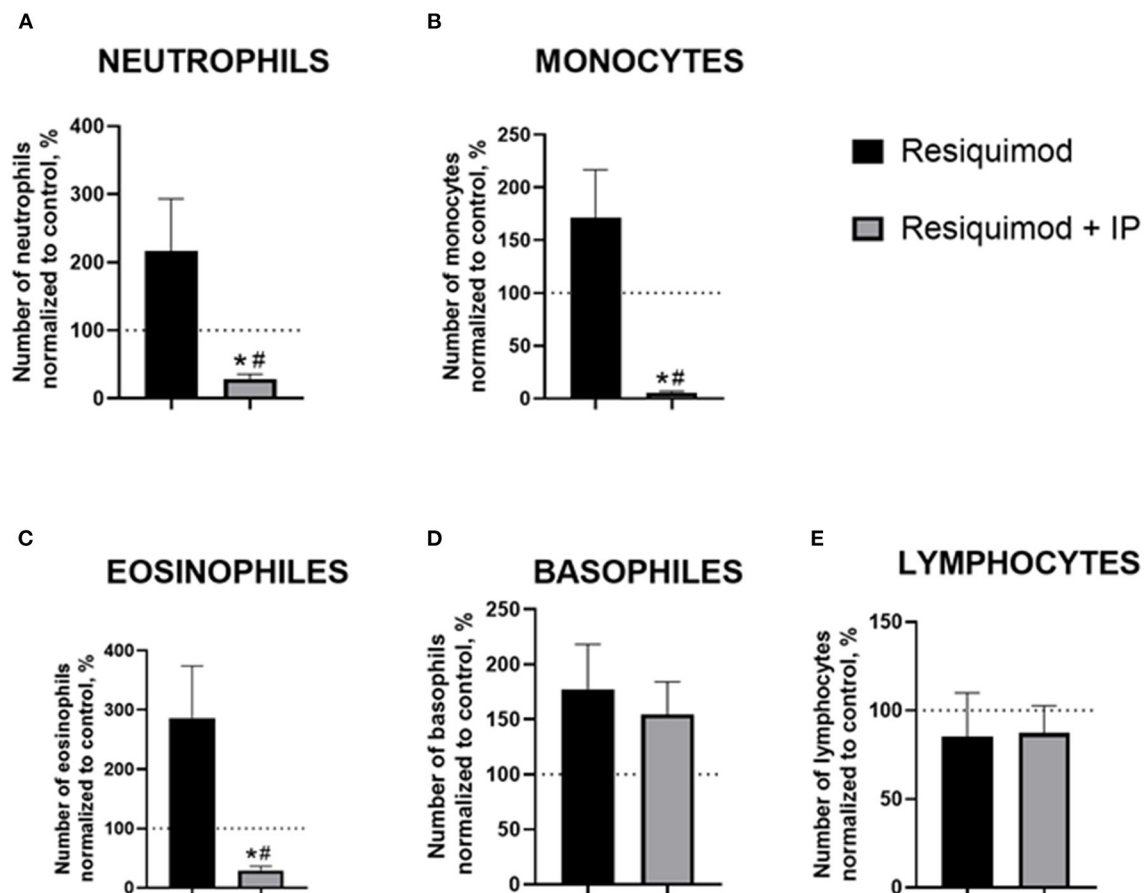 A
NEUTROPHILS
Number of neutrophils
normalized to control, %
400
300
200
100
0
*#
B
MONOCYTES
Number of monocytes
normalized to control, %
250
200
150
100
50
0
*#
Resiquimod
Resiquimod + IP
C
EOSINOPHILES
Number of eosinophils
normalized to control, %
400
300
200
100
0
*#
D
BASOPHILES
Number of basophils
normalized to control, %
250
200
150
100
50
0
E
LYMPHOCYTES
Number of lymphocytes
normalized to control, %
150
100
50
0